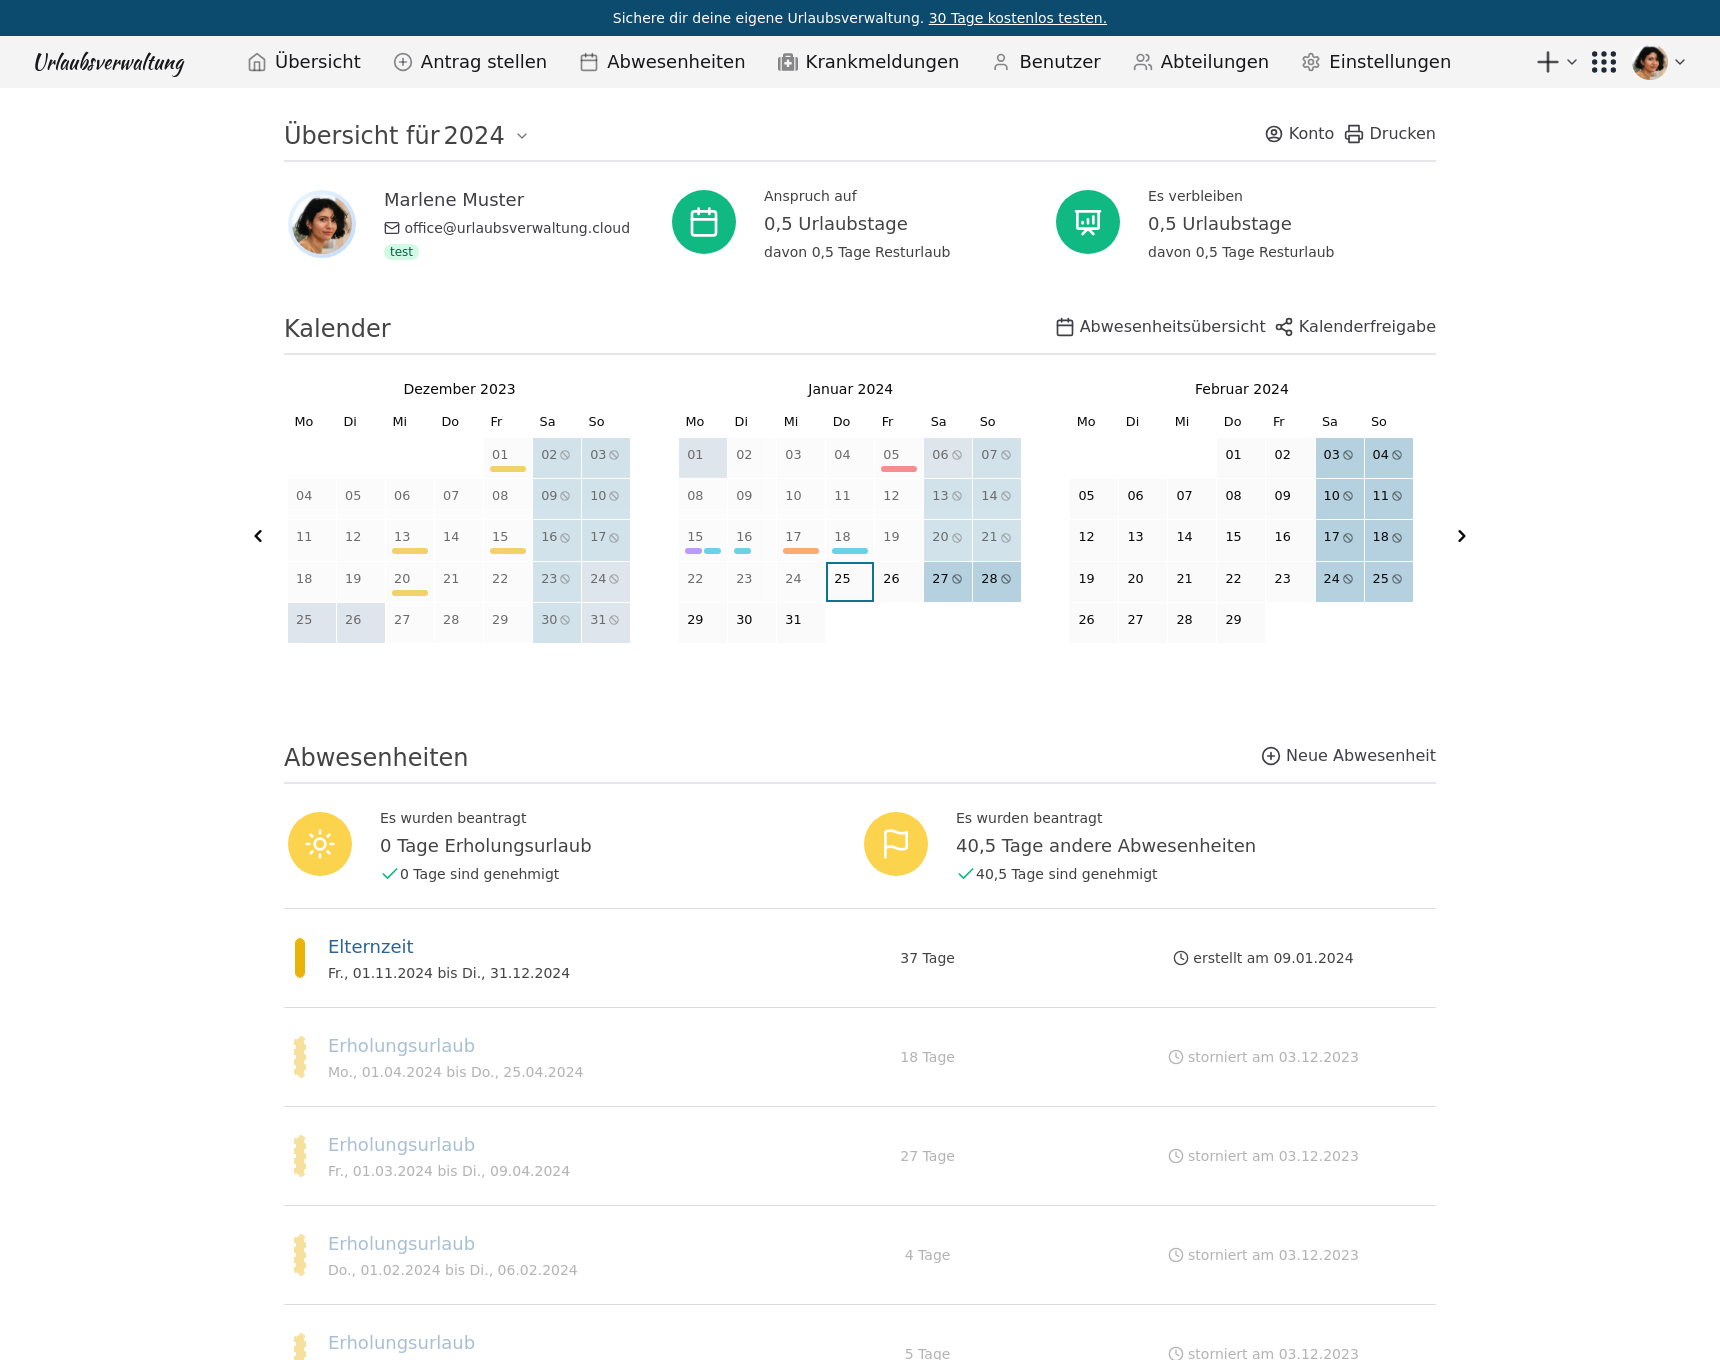 Sichere dir deine eigene Urlaubsverwaltung. 30 Tage kostenlos testen.
Urlaubsverwaltung Übersicht Antrag stellen Abwesenheiten Krankmeldungen Benutzer Abteilungen Einstellungen
Übersicht für 2024 Konto Drucken
Marlene Muster
office@urlaubsverwaltung.cloud
test
Anspruch auf
0,5 Urlaubstage
davon 0,5 Tage Resturlaub
Es verbleiben
0,5 Urlaubstage
davon 0,5 Tage Resturlaub
Kalender Abwesenheitsübersicht Kalenderfreigabe
Dezember 2023
Mo Di Mi Do Fr Sa So
01 02 03
04 05 06 07 08 09 10
11 12 13 14 15 16 17
18 19 20 21 22 23 24
25 26 27 28 29 30 31
Januar 2024
Mo Di Mi Do Fr Sa So
01 02 03 04 05 06 07
08 09 10 11 12 13 14
15 16 17 18 19 20 21
22 23 24 25 26 27 28
29 30 31
Februar 2024
Mo Di Mi Do Fr Sa So
01 02 03 04
05 06 07 08 09 10 11
12 13 14 15 16 17 18
19 20 21 22 23 24 25
26 27 28 29
Abwesenheiten Neue Abwesenheit
Es wurden beantragt
0 Tage Erholungsurlaub
0 Tage sind genehmigt
Es wurden beantragt
40,5 Tage andere Abwesenheiten
40,5 Tage sind genehmigt
Elternzeit
Fr., 01.11.2024 bis Di., 31.12.2024
37 Tage
erstellt am 09.01.2024
Erholungsurlaub
Mo., 01.04.2024 bis Do., 25.04.2024
18 Tage
storniert am 03.12.2023
Erholungsurlaub
Fr., 01.03.2024 bis Di., 09.04.2024
27 Tage
storniert am 03.12.2023
Erholungsurlaub
Do., 01.02.2024 bis Di., 06.02.2024
4 Tage
storniert am 03.12.2023
Erholungsurlaub
5 Tage
storniert am 03.12.2023